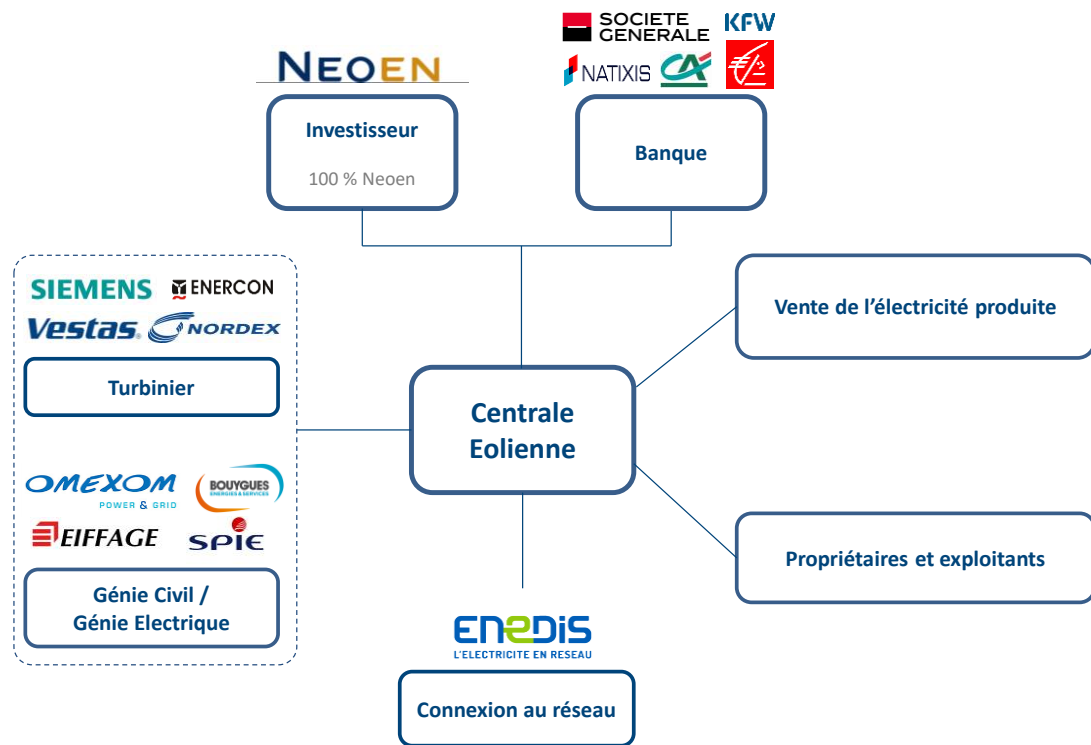 SOCIETE
GENERALE
KFW
NEOEN
NATIXIS
CA
Investisseur
100 % Neoen
Banque
SIEMENS
ENERCON
Vestas
NORDEX
Turbinier
Vente de l’électricité produite
Centrale
Eolienne
OMEXOM
POWER & GRID
BOUYGUES
ENERGIES & SERVICES
EIFFAGE
SPIE
Génie Civil /
Génie Electrique
Propriétaires et exploitants
ENEDIS
L'ELECTRICITE EN RESEAU
Connexion au réseau